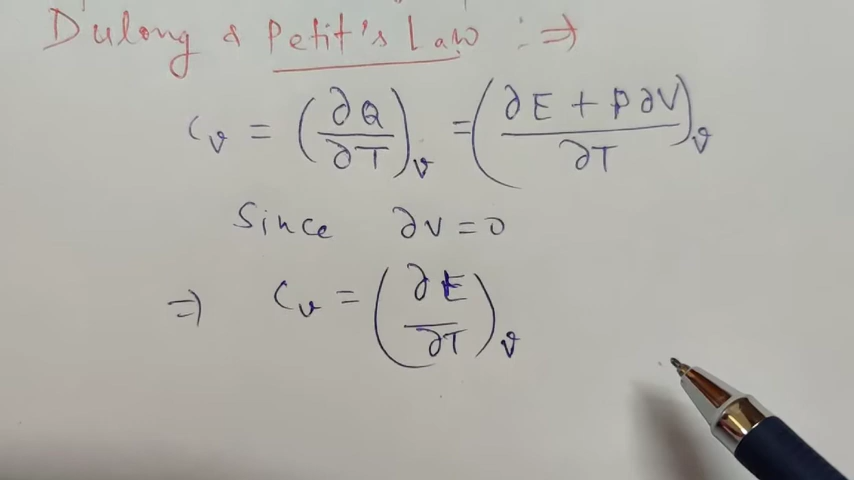 Dulong & Petit's Law :⇒
Cv = (∂Q/∂T)v = (∂E + P∂V/∂T)v
Since ∂V = 0
⇒ Cv = (∂E/∂T)v